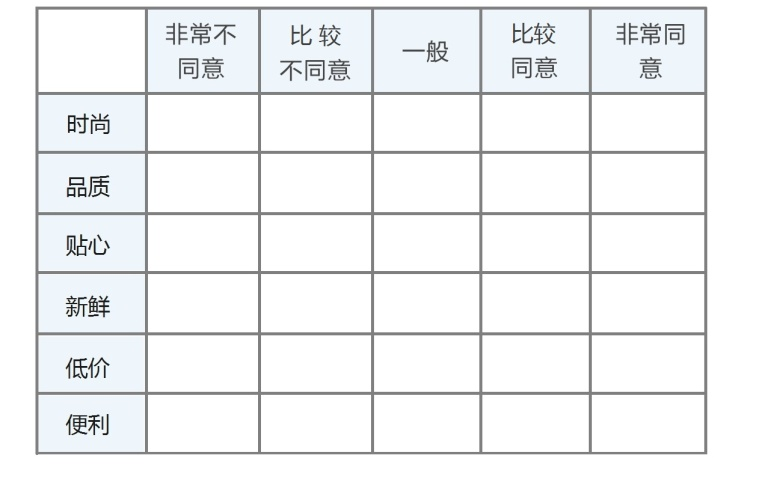 非常不
同意
比 较
不同意
一般
比较
同意
非常同
意
时尚
品质
贴心
新鲜
低价
便利